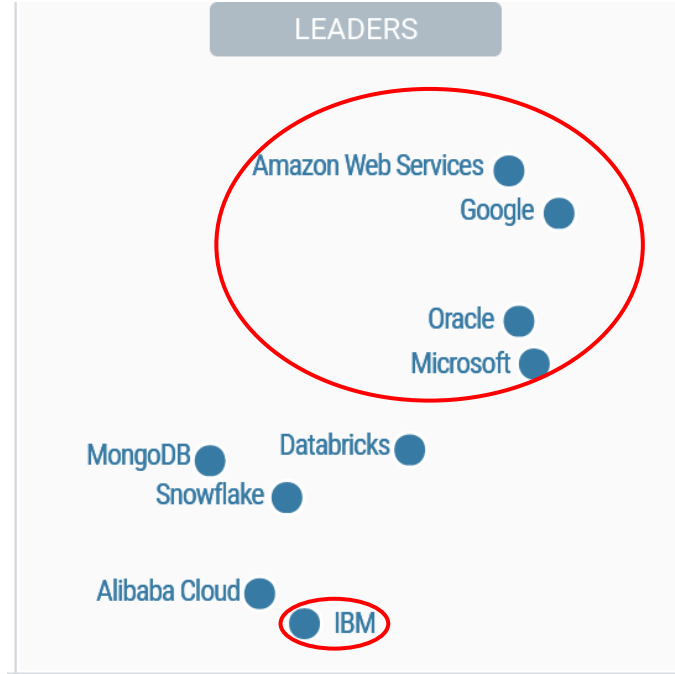 LEADERS
Amazon Web Services
Google
Oracle
Microsoft
Databricks
MongoDB
Snowflake
Alibaba Cloud
IBM